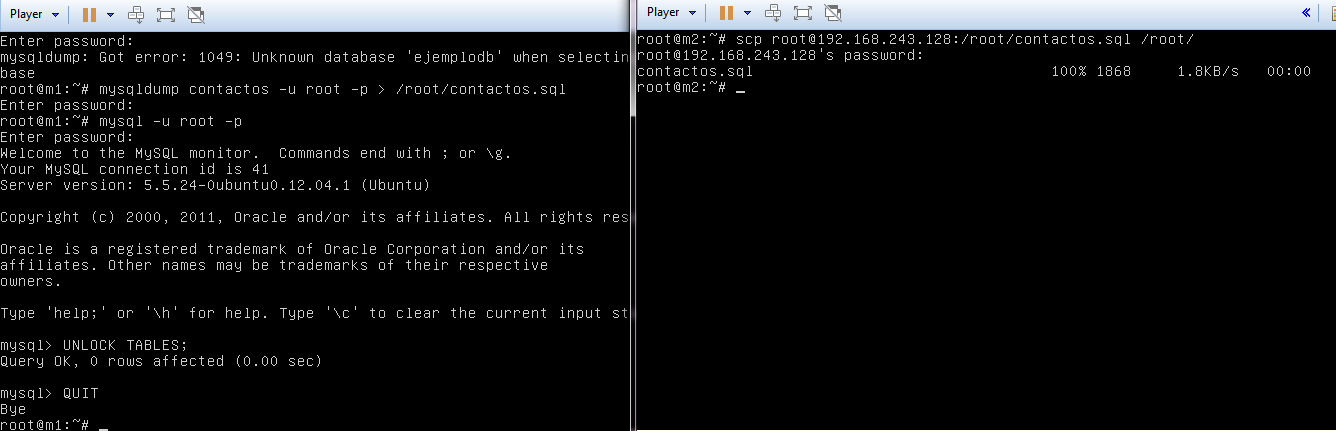 Player
Enter password:
mysqldump: Got error: 1049: Unknown database 'ejemplodb' when selectin
base
root@m1:~# mysqldump contactos -u root -p > /root/contactos.sql
Enter password:
root@m1:~# mysql -u root -p
Enter password:
Welcome to the MySQL monitor.  Commands end with ; or \g.
Your MySQL connection id is 41
Server version: 5.5.24-0ubuntu0.12.04.1 (Ubuntu)
Copyright (c) 2000, 2011, Oracle and/or its affiliates. All rights res
Oracle is a registered trademark of Oracle Corporation and/or its
affiliates. Other names may be trademarks of their respective
owners.
Type 'help;' or '\h' for help. Type '\c' to clear the current input st
mysql> UNLOCK TABLES;
Query OK, 0 rows affected (0.00 sec)
mysql> QUIT
Bye
root@m1:~# _
Player
root@m2:~# scp root@192.168.243.128:/root/contactos.sql /root/
root@192.168.243.128's password:
contactos.sql 100% 1868 1.8KB/s 00:00
root@m2:~# _